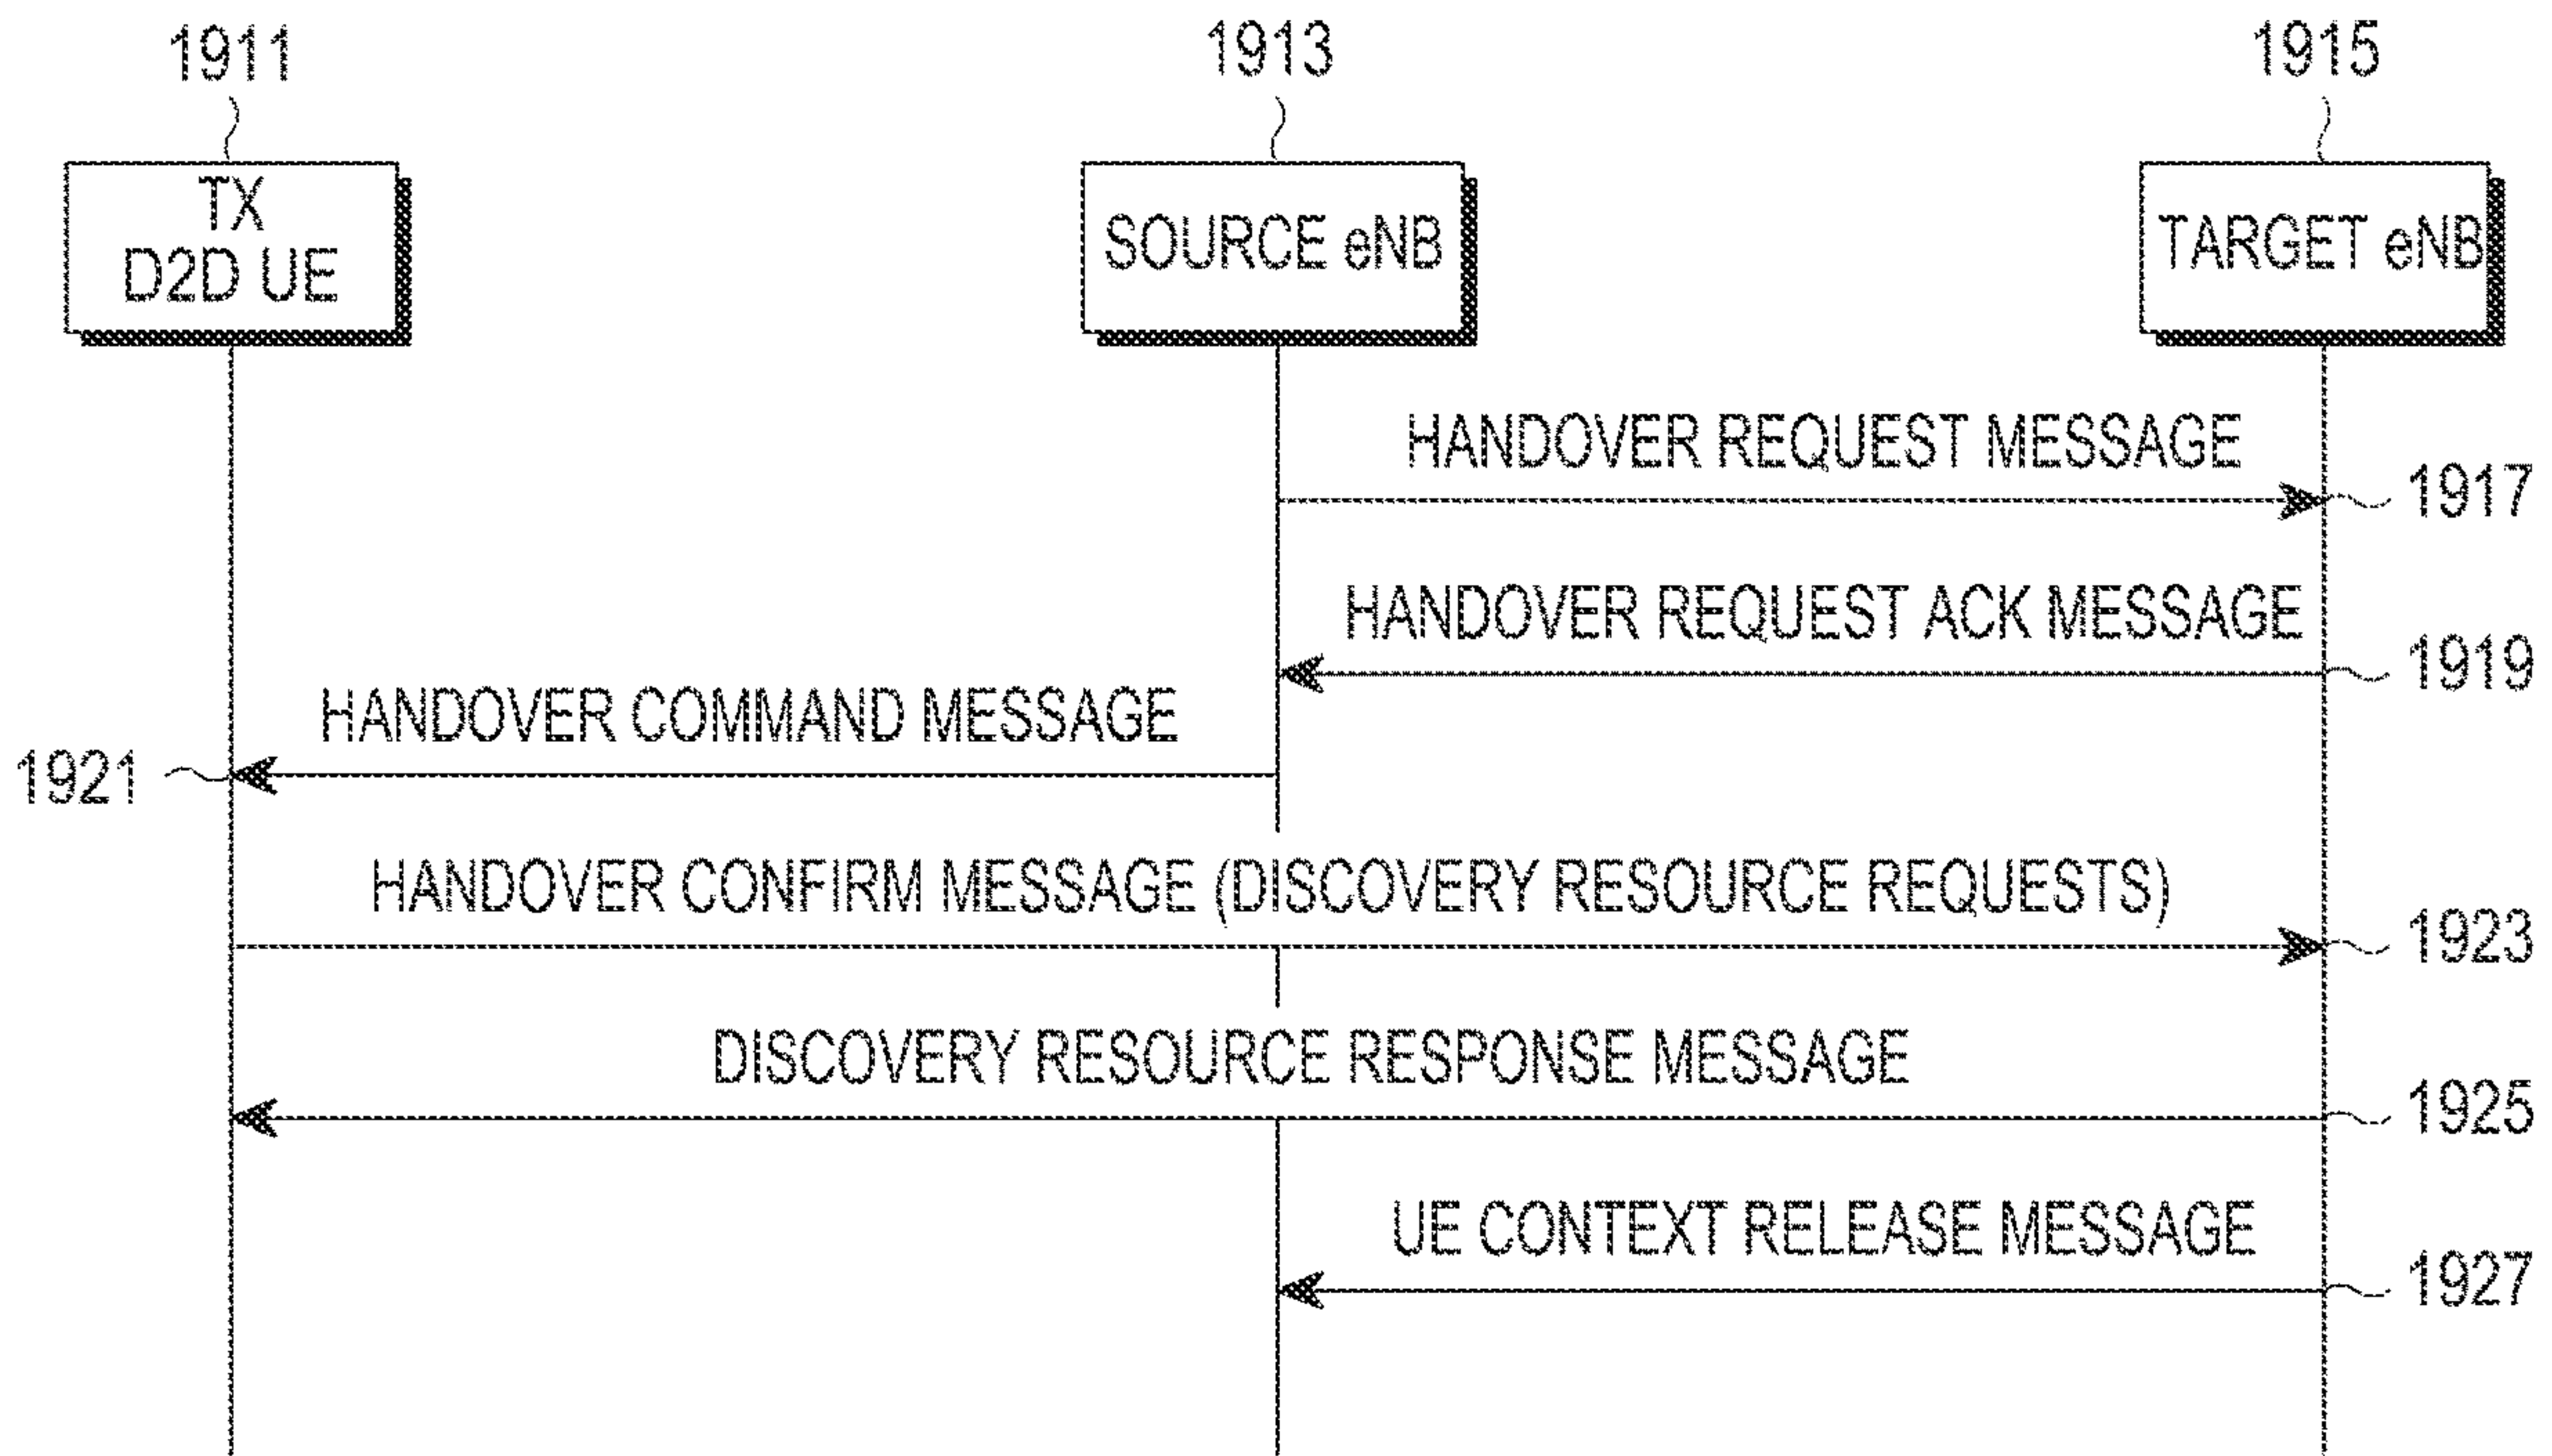 1911
1913
1915
TX
D2D UE
SOURCE eNB
TARGET eNB
HANDOVER REQUEST MESSAGE
1917
HANDOVER REQUEST ACK MESSAGE
1919
HANDOVER COMMAND MESSAGE
1921
HANDOVER CONFIRM MESSAGE (DISCOVERY RESOURCE REQUESTS)
1923
DISCOVERY RESOURCE RESPONSE MESSAGE
1925
UE CONTEXT RELEASE MESSAGE
1927